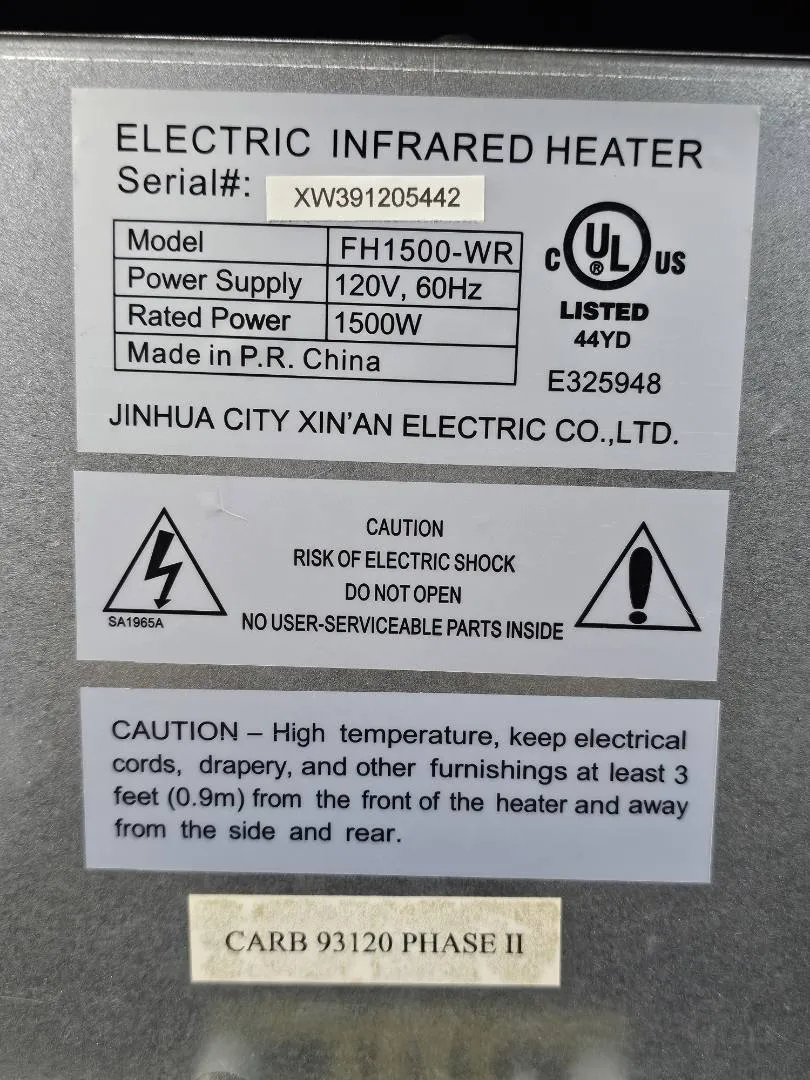 ELECTRIC INFRARED HEATER
Serial#: XW391205442
Model FH1500-WR
Power Supply 120V, 60Hz
Rated Power 1500W
Made in P.R. China
C UL® US
LISTED
44YD
E325948
JINHUA CITY XIN'AN ELECTRIC CO.,LTD.
CAUTION
RISK OF ELECTRIC SHOCK
DO NOT OPEN
NO USER-SERVICEABLE PARTS INSIDE
SA1965A
CAUTION – High temperature, keep electrical
cords, drapery, and other furnishings at least 3
feet (0.9m) from the front of the heater and away
from the side and rear.
CARB 93120 PHASE II